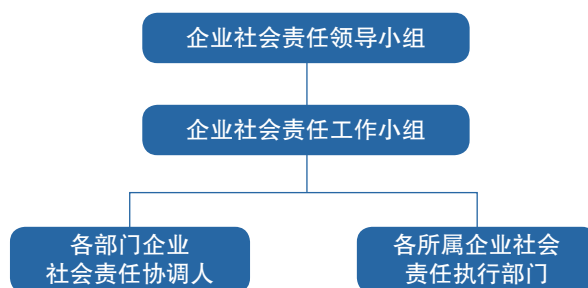 企业社会责任领导小组
企业社会责任工作小组
各部门企业
社会责任协调人
各所属企业社会
责任执行部门